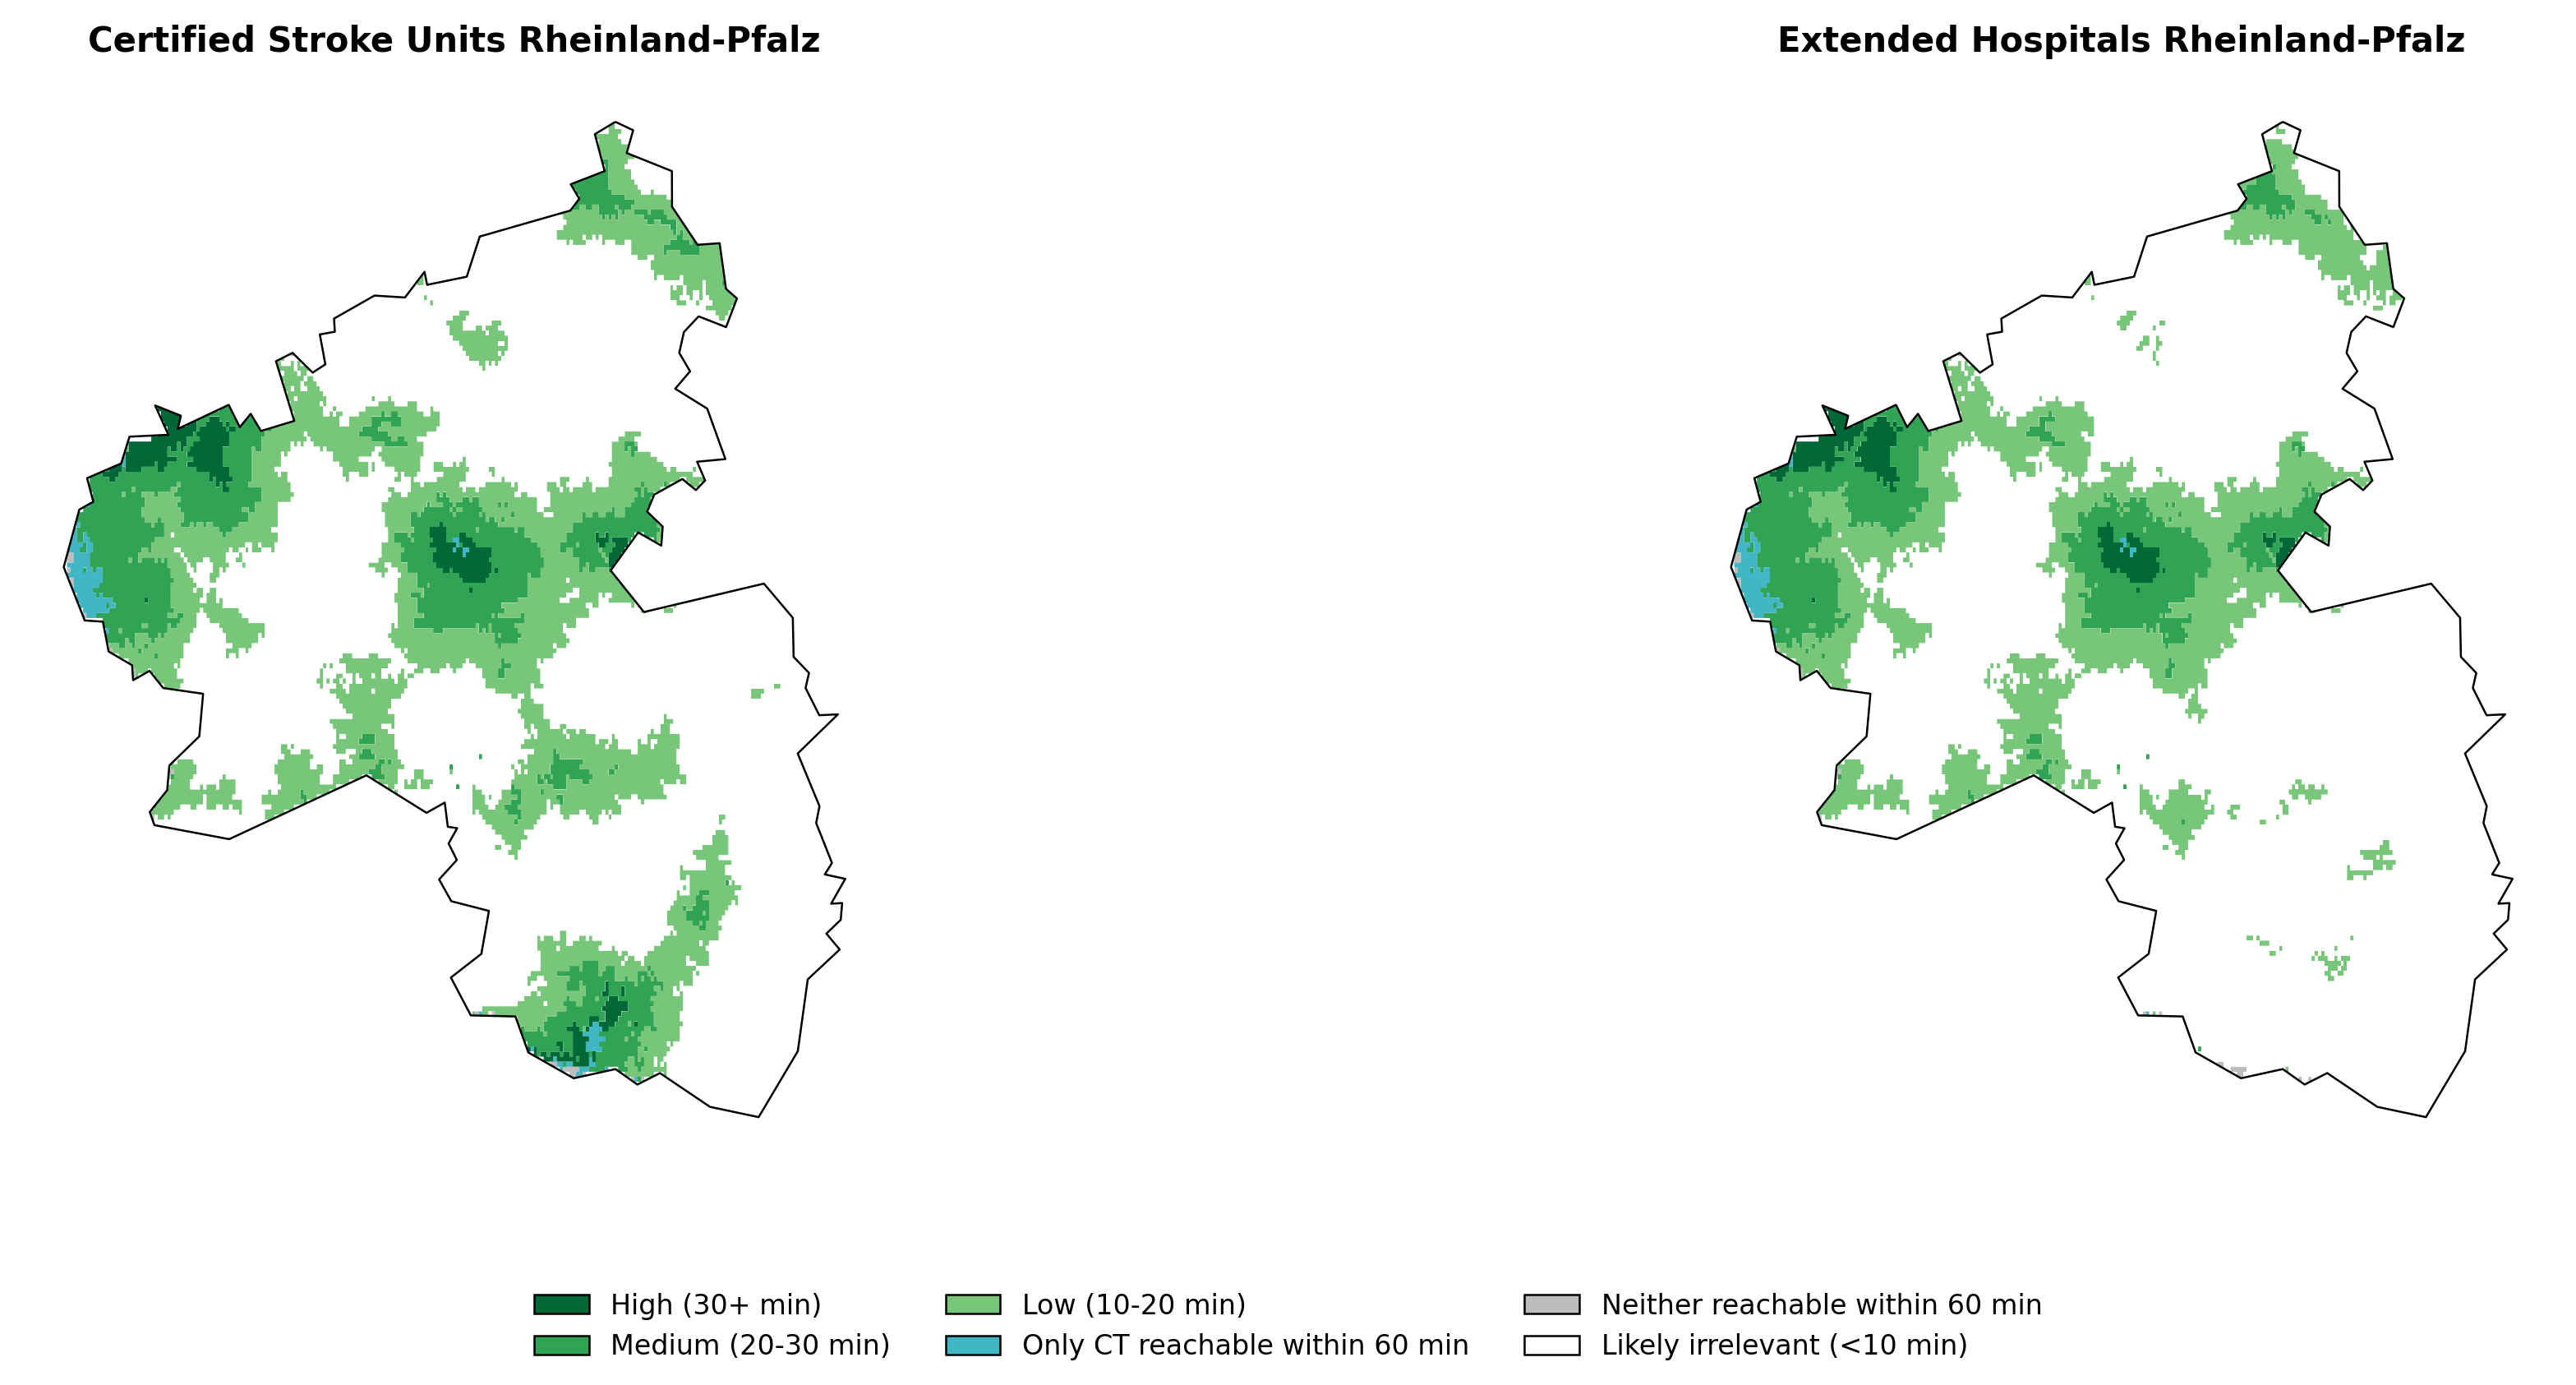 Certified Stroke Units Rheinland-Pfalz
Extended Hospitals Rheinland-Pfalz
High (30+ min)
Medium (20-30 min)
Low (10-20 min)
Only CT reachable within 60 min
Neither reachable within 60 min
Likely irrelevant (<10 min)